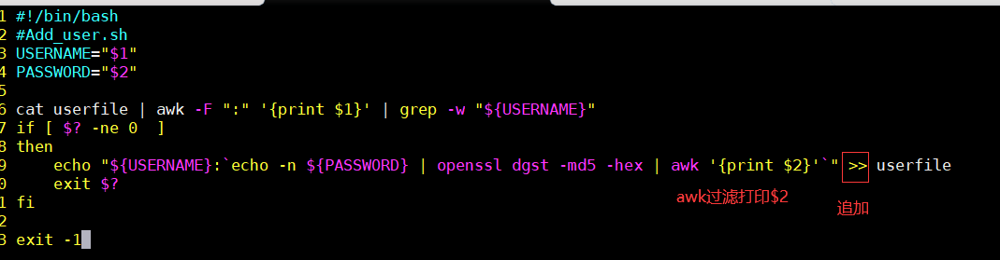 1 #!/bin/bash
2 #Add_user.sh
3 USERNAME="$1"
4 PASSWORD="$2"
5
6 cat userfile | awk -F ":" '{print $1}' | grep -w "${USERNAME}"
7 if [ $? -ne 0  ]
8 then
9     echo "${USERNAME}:`echo -n ${PASSWORD} | openssl dgst -md5 -hex | awk '{print $2}'`" >> userfile
0     exit $?
1 fi
2
3 exit -1
awk过滤打印$2
追加